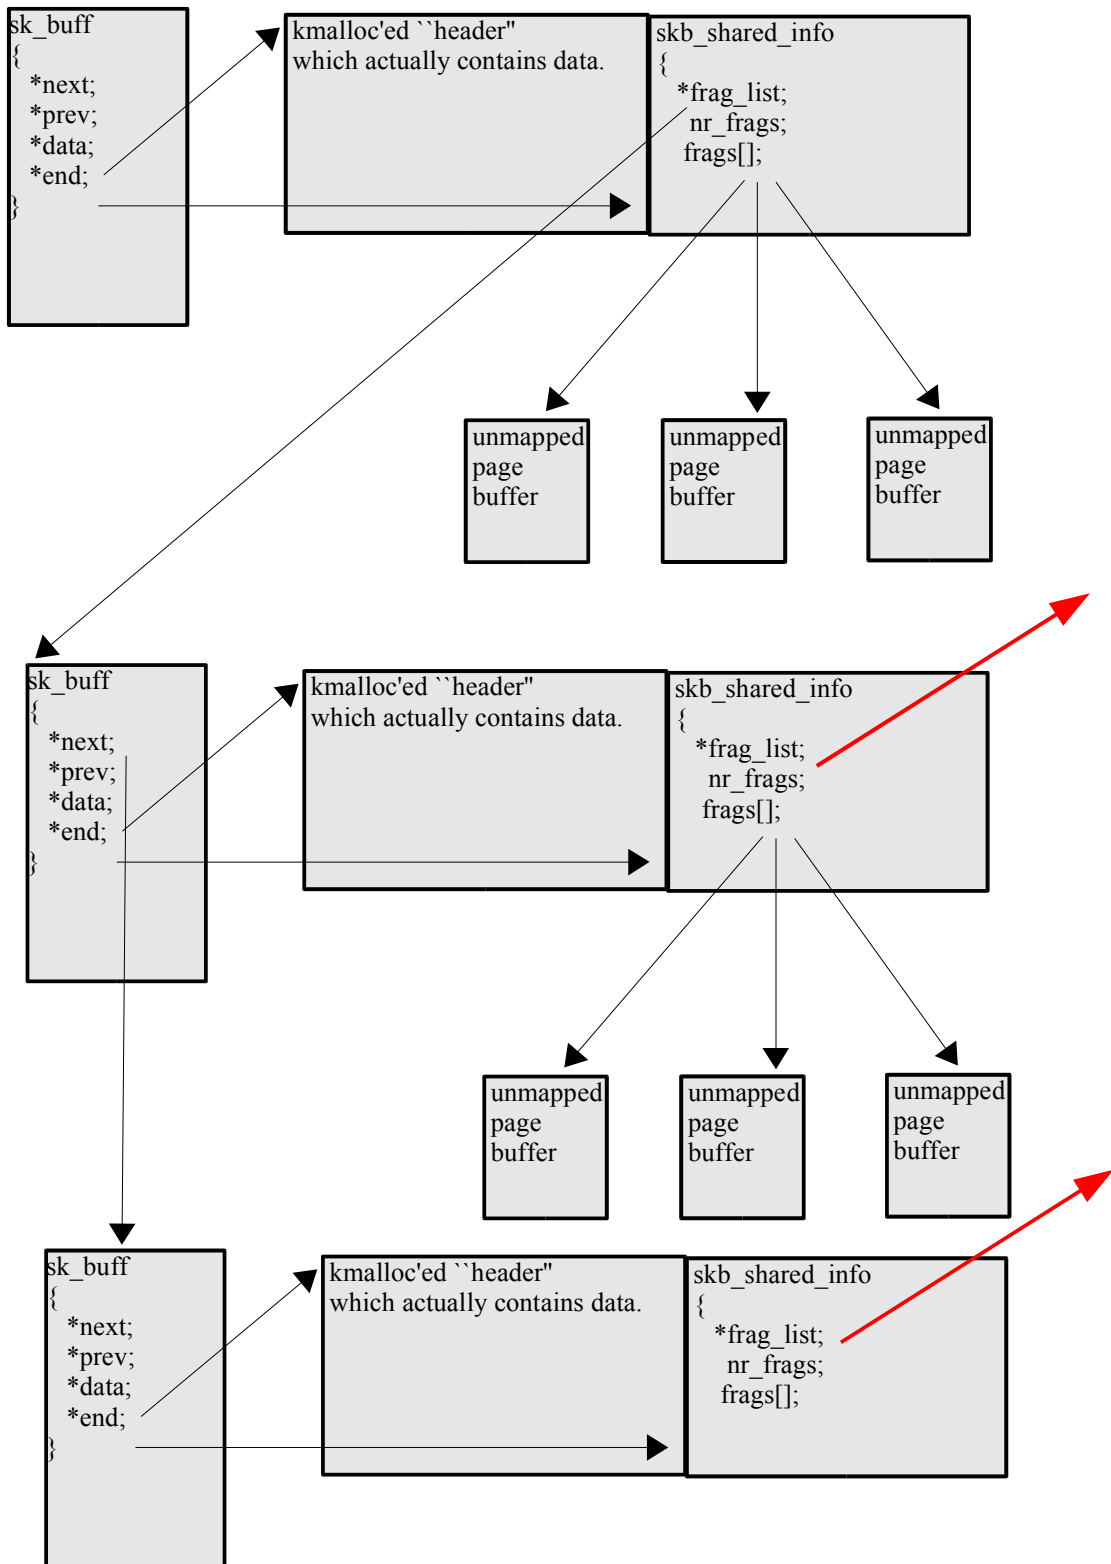 sk_buff
{
*next;
*prev;
*data;
*end;
}
kmalloc'ed ``header"
which actually contains data.
skb_shared_info
{
*frag_list;
nr_frags;
frags[];
unmapped
page
buffer
unmapped
page
buffer
unmapped
page
buffer
sk_buff
{
*next;
*prev;
*data;
*end;
}
kmalloc'ed ``header"
which actually contains data.
skb_shared_info
{
*frag_list;
nr_frags;
frags[];
unmapped
page
buffer
unmapped
page
buffer
unmapped
page
buffer
sk_buff
{
*next;
*prev;
*data;
*end;
}
kmalloc'ed ``header"
which actually contains data.
skb_shared_info
{
*frag_list;
nr_frags;
frags[];